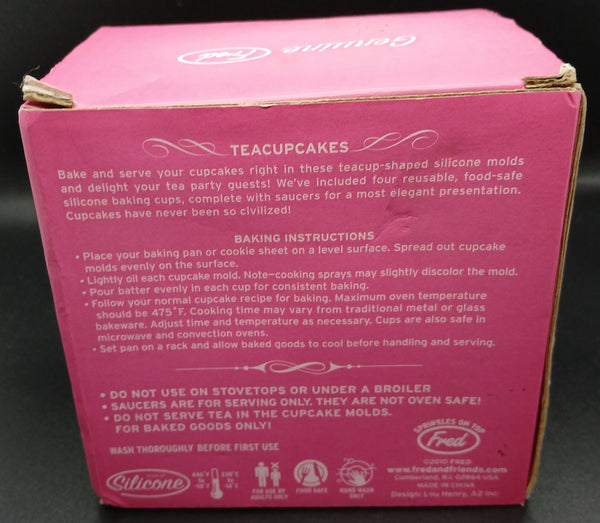 Genuine Fred
TEACUPCAKES
Bake and serve your cupcakes right in these teacup-shaped silicone molds
and delight your tea party guests! We've included four reusable, food-safe
silicone baking cups, complete with saucers for a most elegant presentation.
Cupcakes have never been so civilized!
BAKING INSTRUCTIONS
• Place your baking pan or cookie sheet on a level surface. Spread out cupcake
molds evenly on the surface.
• Lightly oil each cupcake mold. Note–cooking sprays may slightly discolor the mold.
• Pour batter evenly in each cup for consistent baking.
• Follow your normal cupcake recipe for baking. Maximum oven temperature
should be 475°F. Cooking time may vary from traditional metal or glass
bakeware. Adjust time and temperature as necessary. Cups are also safe in
microwave and convection ovens.
• Set pan on a rack and allow baked goods to cool before handling and serving.
• DO NOT USE ON STOVETOPS OR UNDER A BROILER
• SAUCERS ARE FOR SERVING ONLY. THEY ARE NOT OVEN SAFE!
• DO NOT SERVE TEA IN THE CUPCAKE MOLDS.
FOR BAKED GOODS ONLY!
WASH THOROUGHLY BEFORE FIRST USE
SPRINKLES ON TOP
Fred
©2010 FRED
www.fredandfriends.com
Cumberland, R.I. 02864 USA
MADE IN CHINA
Design: Lou Henry, A2 Inc
Silicone
to
to
FOR USE BY
ADULTS ONLY
FOOD SAFE
HAND WASH
ONLY